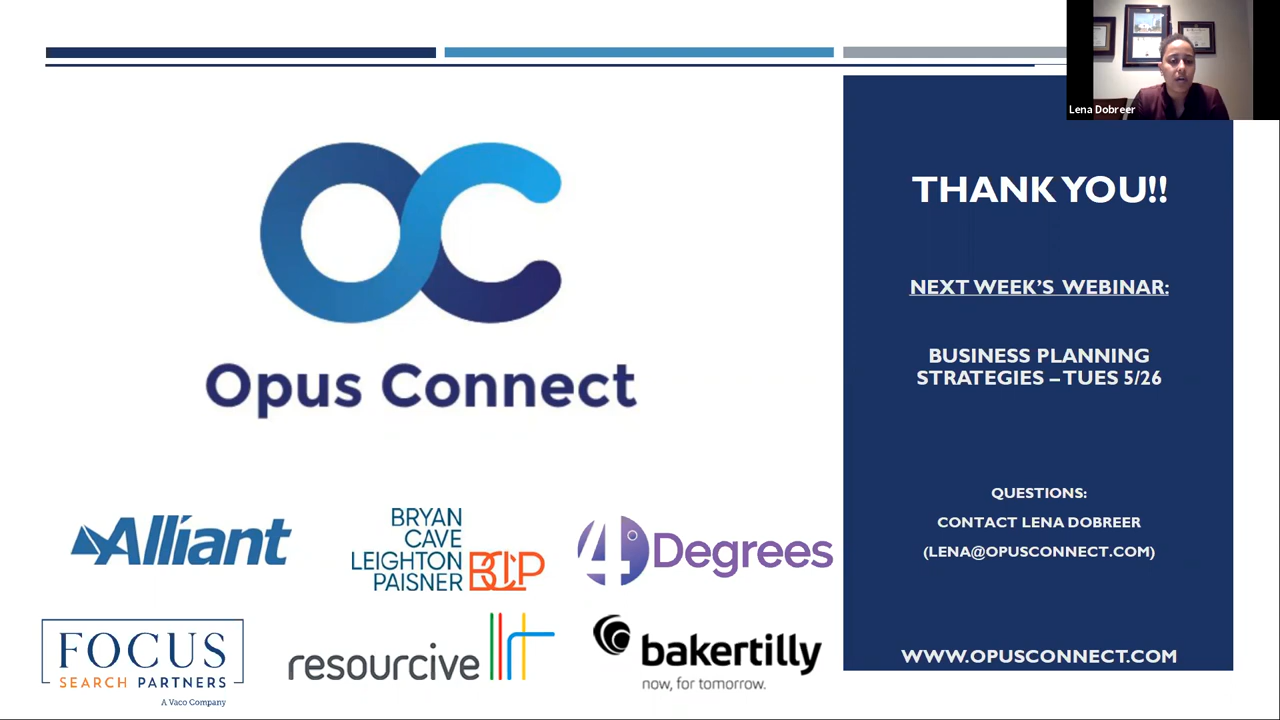 Lena Dobreer
Opus Connect
THANK YOU!!
NEXT WEEK'S WEBINAR:
BUSINESS PLANNING
STRATEGIES – TUES 5/26
QUESTIONS:
CONTACT LENA DOBREER
(LENA@OPUSCONNECT.COM)
WWW.OPUSCONNECT.COM
Alliant
BRYAN
CAVE
LEIGHTON
PAISNER BCLP
4Degrees
FOCUS
SEARCH PARTNERS
A Vaco Company
resourcive
bakertilly
now, for tomorrow.